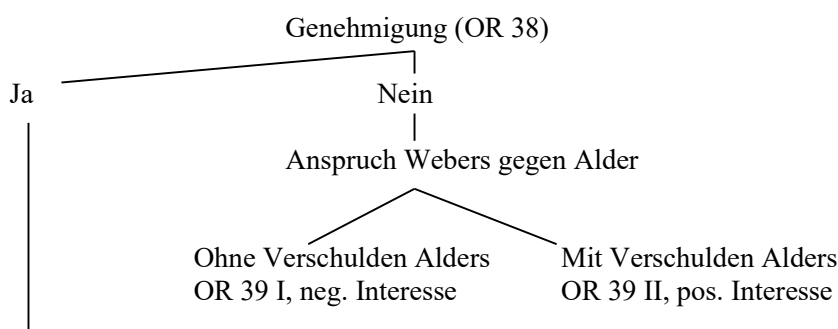 Genehmigung (OR 38)
Ja
Nein
Anspruch Webers gegen Alder
Ohne Verschulden Alders
OR 39 I, neg. Interesse
Mit Verschulden Alders
OR 39 II, pos. Interesse